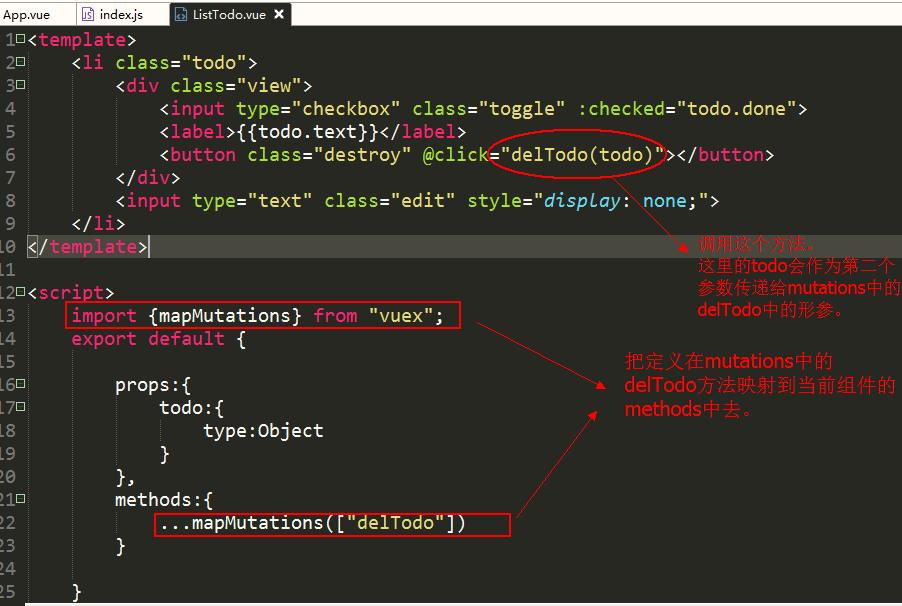 App.vue index.js ListTodo.vue ×
1 <template>
2 <li class="todo">
3 <div class="view">
4 <input type="checkbox" class="toggle" :checked="todo.done">
5 <label>{{todo.text}}</label>
6 <button class="destroy" @click="delTodo(todo)"></button>
7 </div>
8 <input type="text" class="edit" style="display: none;">
9 </li>
10 </template>
调用这个方法。
11
这里的todo会作为第二个
12 <script>
参数传递给mutations中的
delTodo中的形参。
13 import {mapMutations} from "vuex";
14 export default {
15
把定义在mutations中的
16 props:{
delTodo方法映射到当前组件的
17 todo:{
methods中去。
18 type:Object
19 }
20 },
21 methods:{
22 ...mapMutations(["delTodo"])
23 }
24
25 }